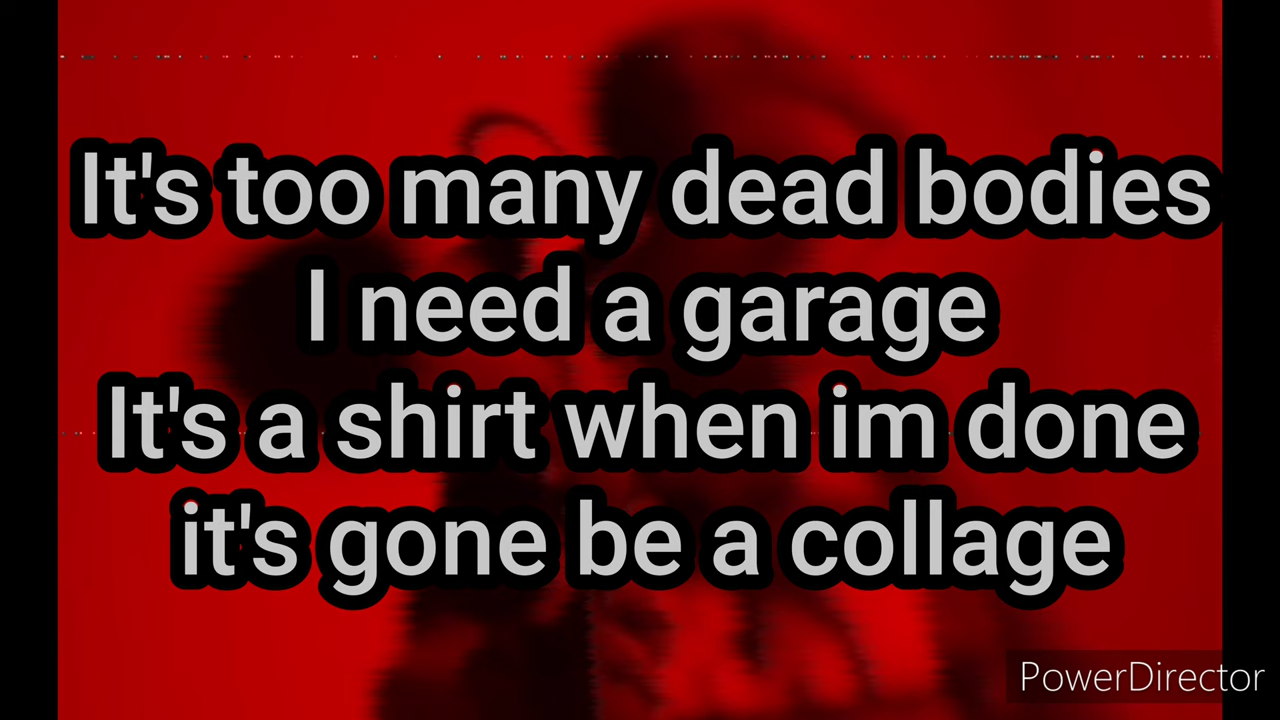 It's too many dead bodies
I need a garage
It's a shirt when im done
it's gone be a collage
PowerDirector